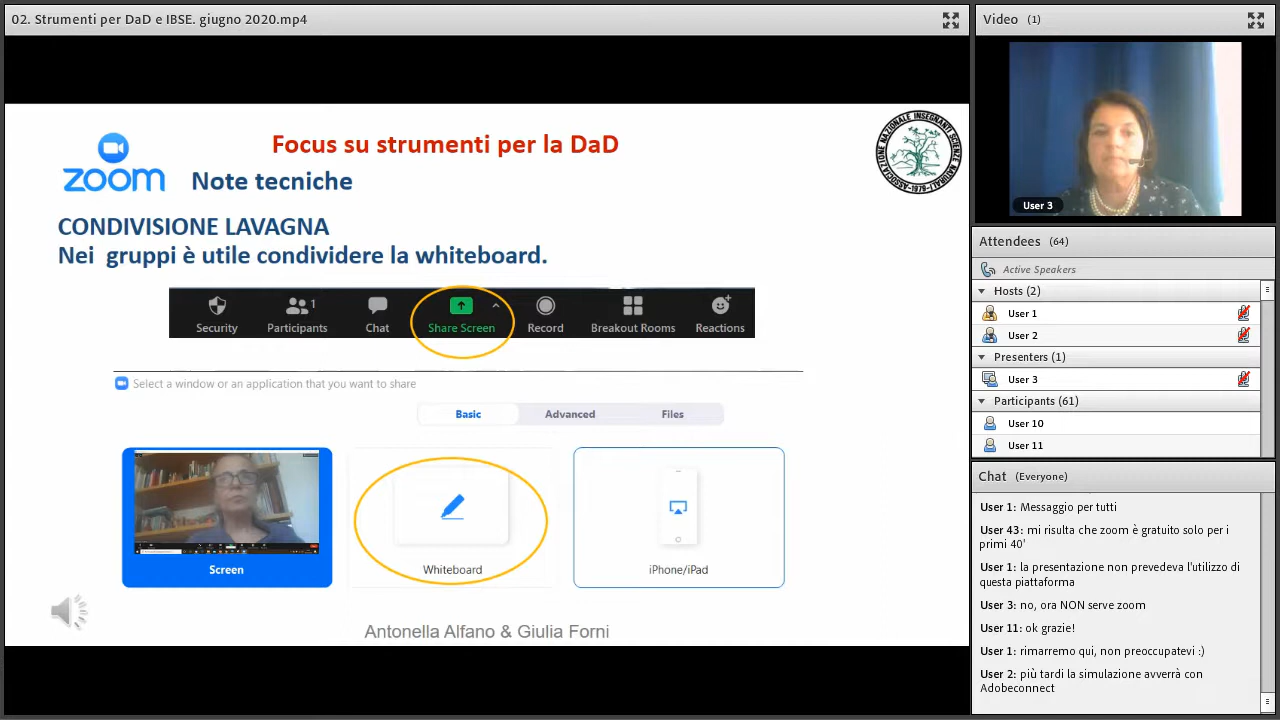 02. Strumenti per DaD e IBSE. giugno 2020.mp4
zoom
Focus su strumenti per la DaD
Note tecniche
ASSOCIAZIONE NAZIONALE INSEGNANTI SCIENZE NATURALI
-1979-
CONDIVISIONE LAVAGNA
Nei gruppi è utile condividere la whiteboard.
Security
Participants
1
Chat
Share Screen
Record
Breakout Rooms
Reactions
Select a window or an application that you want to share
Basic
Advanced
Files
Screen
Whiteboard
iPhone/iPad
Antonella Alfano & Giulia Forni
Video (1)
User 3
Attendees (64)
Active Speakers
Hosts (2)
User 1
User 2
Presenters (1)
User 3
Participants (61)
User 10
User 11
Chat (Everyone)
User 1: Messaggio per tutti
User 43: mi risulta che zoom è gratuito solo per i
primi 40'
User 1: la presentazione non prevedeva l'utilizzo di
questa piattaforma
User 3: no, ora NON serve zoom
User 11: ok grazie!
User 1: rimarremo qui, non preoccupatevi :)
User 2: più tardi la simulazione avverrà con
Adobeconnect